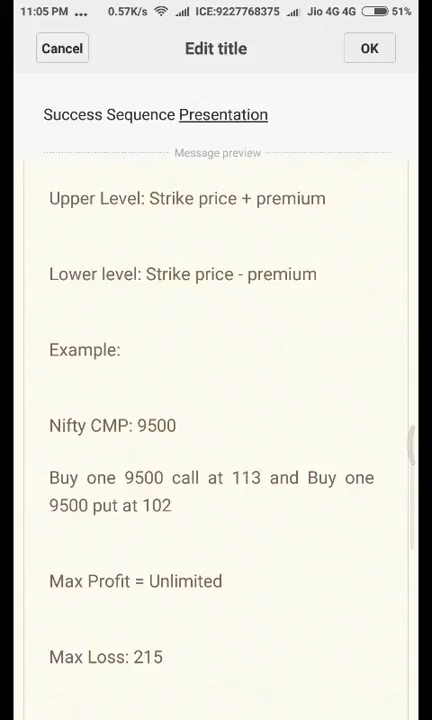 11:05 PM ... 0.57K/s ICE:9227768375 Jio 4G 4G 51%
Cancel Edit title OK
Success Sequence Presentation
Message preview
Upper Level: Strike price + premium
Lower level: Strike price - premium
Example:
Nifty CMP: 9500
Buy one 9500 call at 113 and Buy one
9500 put at 102
Max Profit = Unlimited
Max Loss: 215